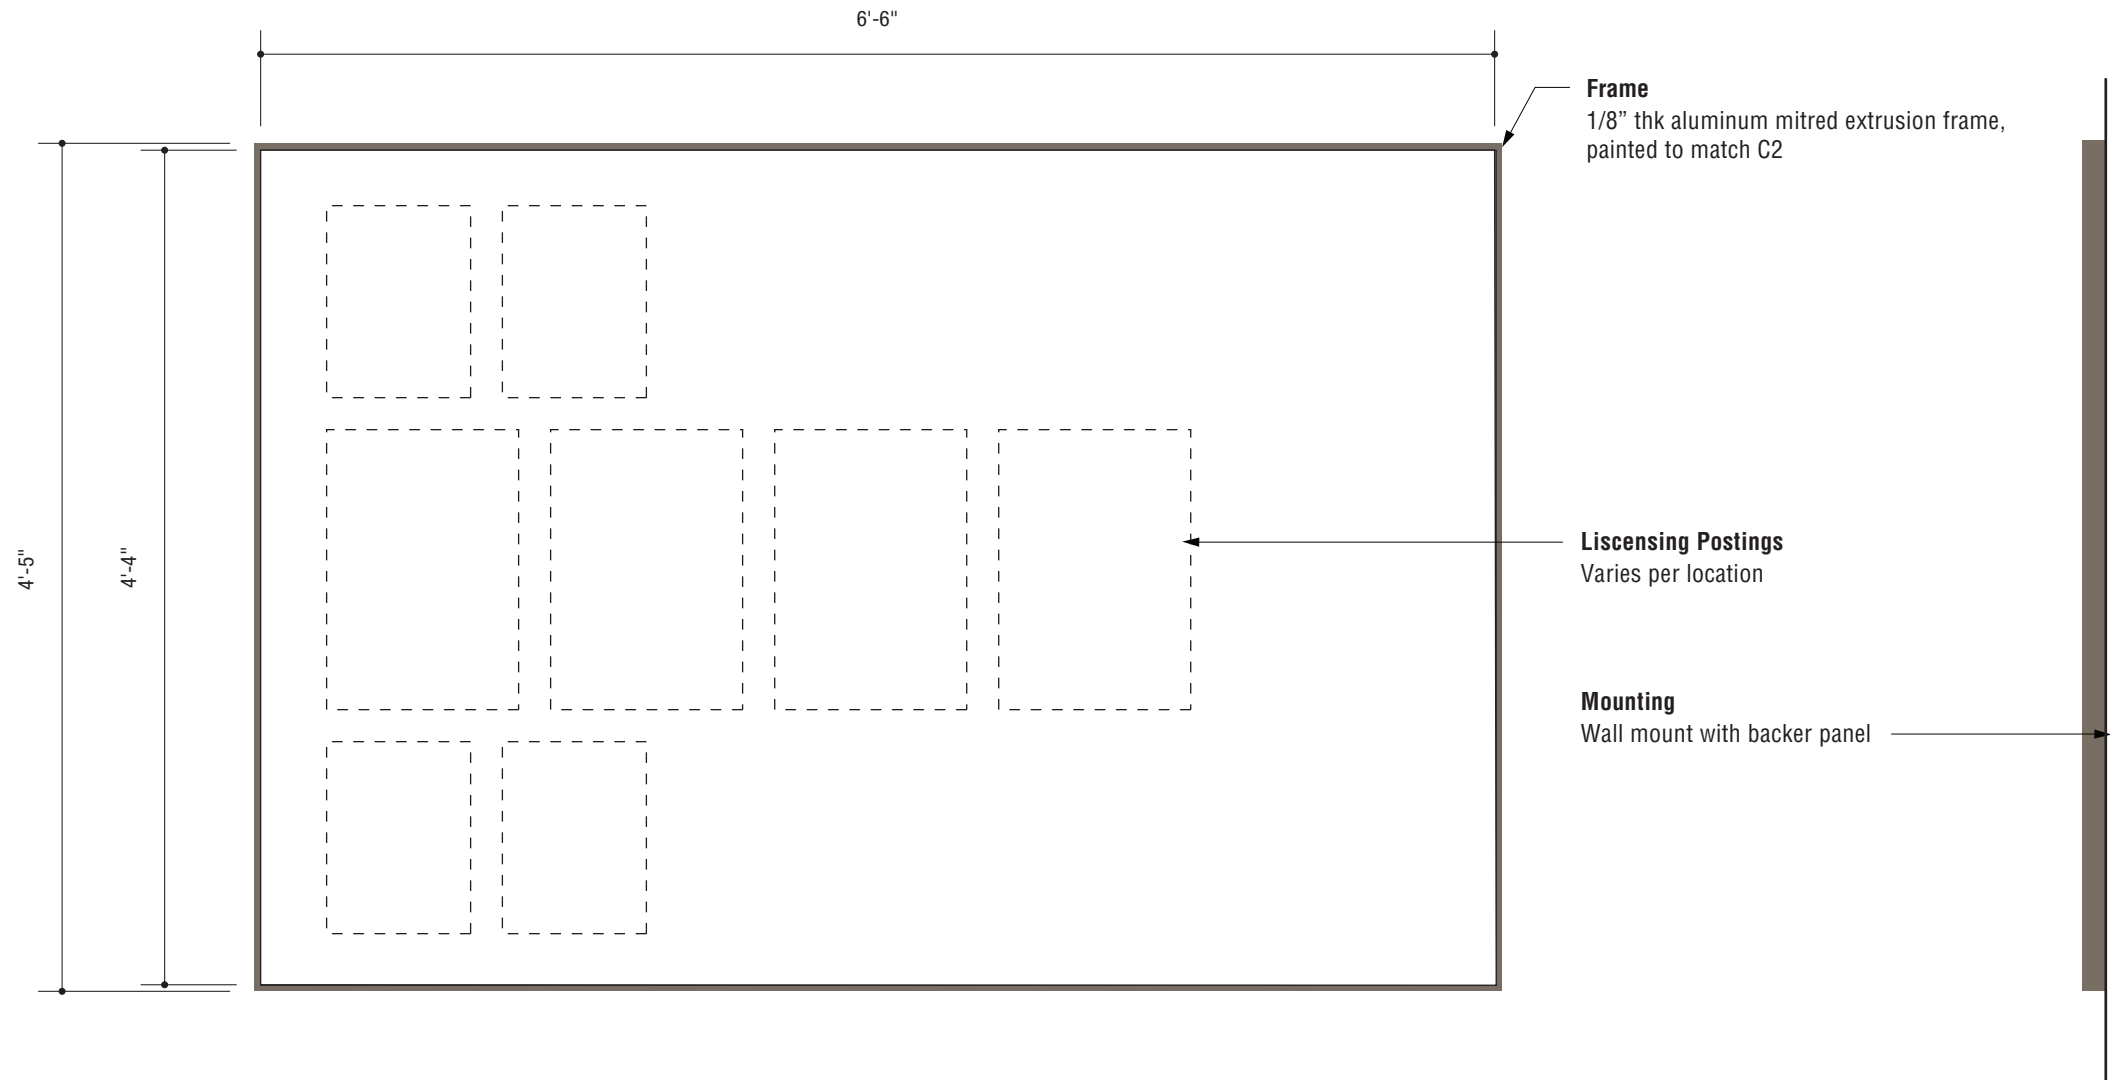 6'-6"
Frame
1/8” thk aluminum mitred extrusion frame,
painted to match C2
4'-5"
4'-4"
Liscensing Postings
Varies per location
Mounting
Wall mount with backer panel